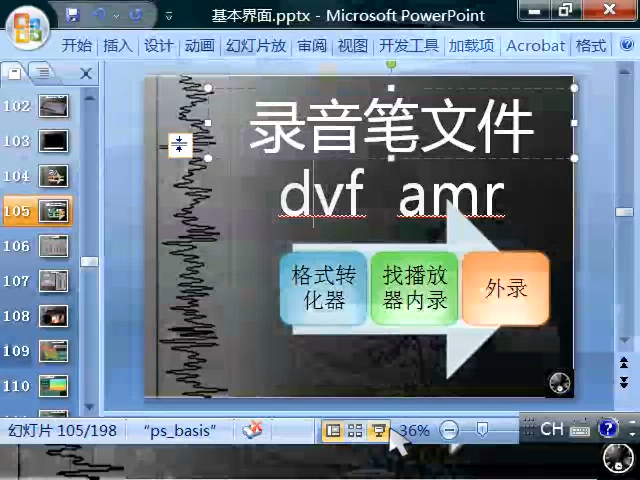 基本界面.pptx - Microsoft PowerPoint
开始 插入 设计 动画 幻灯片放 审阅 视图 开发工具 加载项 Acrobat 格式
102
103
104
105
106
107
108
109
110
录音笔文件
dvf amr
格式转化器
找播放器内录
外录
幻灯片 105/198 "ps_basis" 36% CH